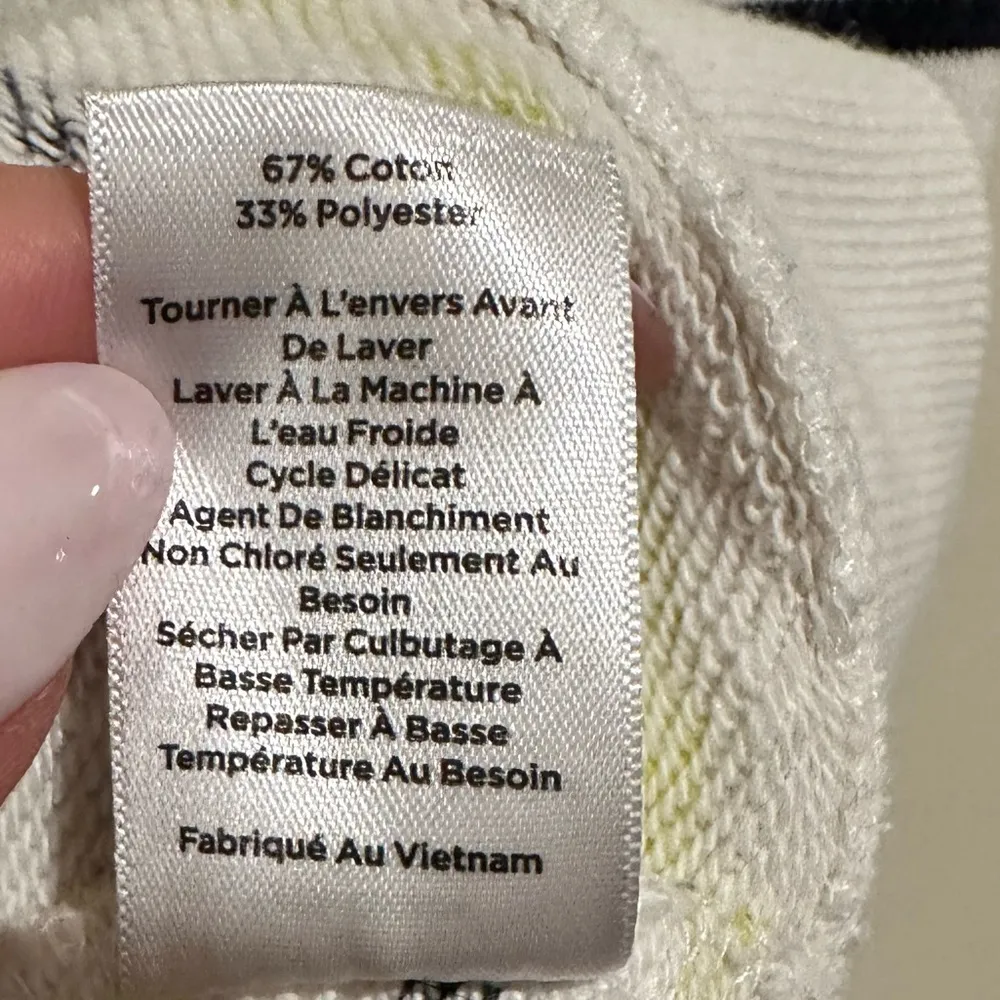 67% Coton
33% Polyester
Tourner À L'envers Avant
De Laver
Laver À La Machine À
L'eau Froide
Cycle Délicat
Agent De Blanchiment
Non Chloré Seulement Au
Besoin
Sécher Par Culbutage À
Basse Température
Repasser À Basse
Température Au Besoin
Fabriqué Au Vietnam